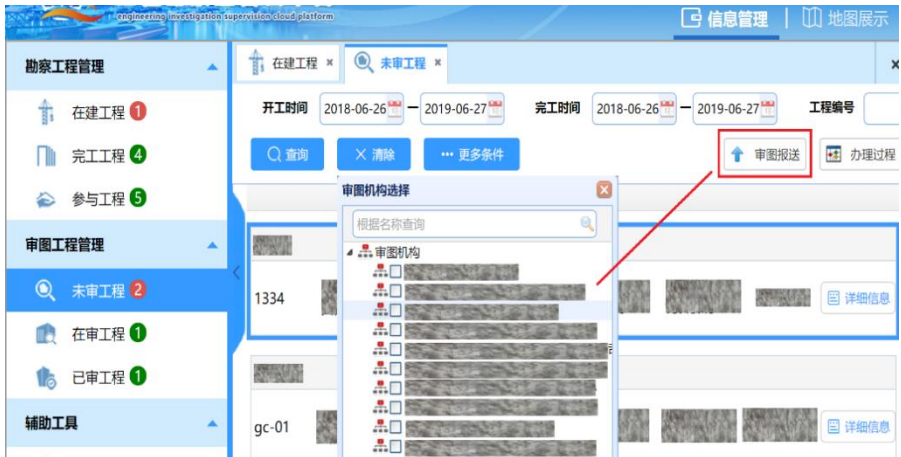 engineering investigation supervision cloud platform
信息管理 | 地图展示
勘察工程管理
在建工程 1
完工工程 4
参与工程 5
审图工程管理
未审工程 2
在审工程 1
已审工程 1
辅助工具
在建工程 × 未审工程 ×
开工时间 2018-06-26 — 2019-06-27 完工时间 2018-06-26 — 2019-06-27 工程编号
查询 × 清除 ••• 更多条件 审图报送 办理过程
审图机构选择
根据名称查询
审图机构
1334 详细信息
gc-01 详细信息